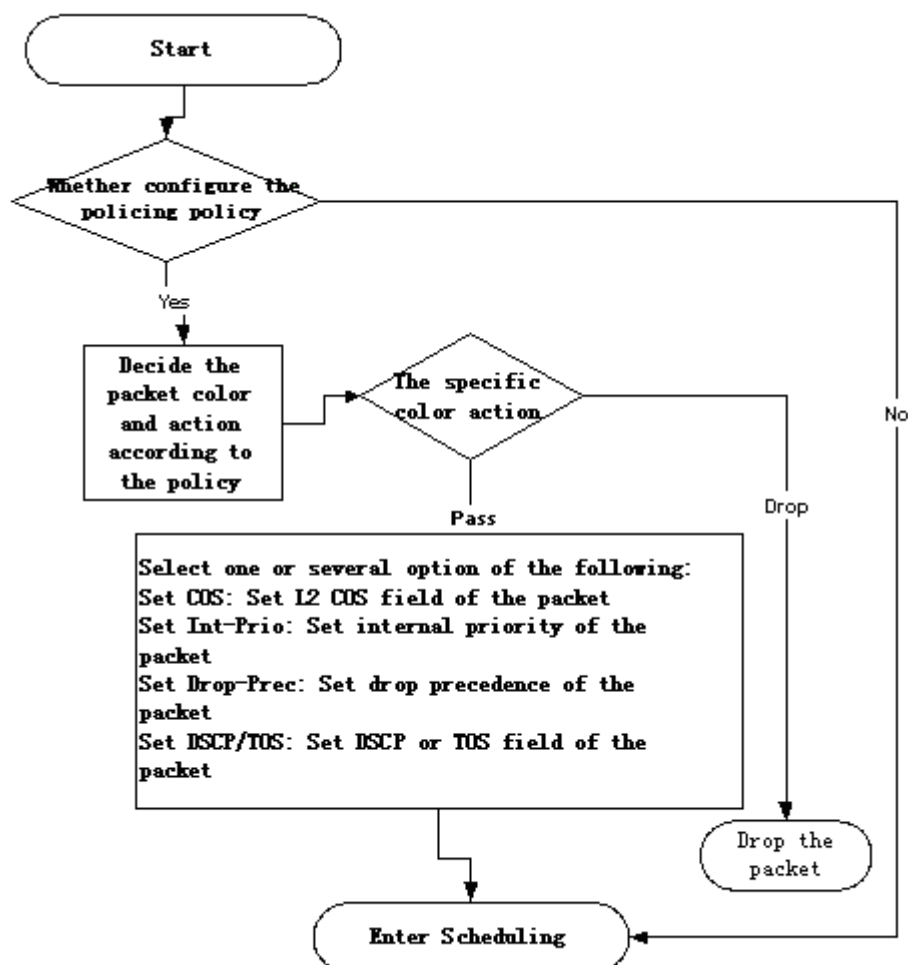 Start
Whether configure the
policing policy
Yes
Decide the
packet color
and action
according to
the policy
The specific
color action
No
Drop
Pass
Select one or several option of the following:
Set COS: Set L2 COS field of the packet
Set Int-Prio: Set internal priority of the
packet
Set Drop-Prec: Set drop precedence of the
packet
Set DSCP/TOS: Set DSCP or TOS field of the
packet
Drop the
packet
Enter Scheduling